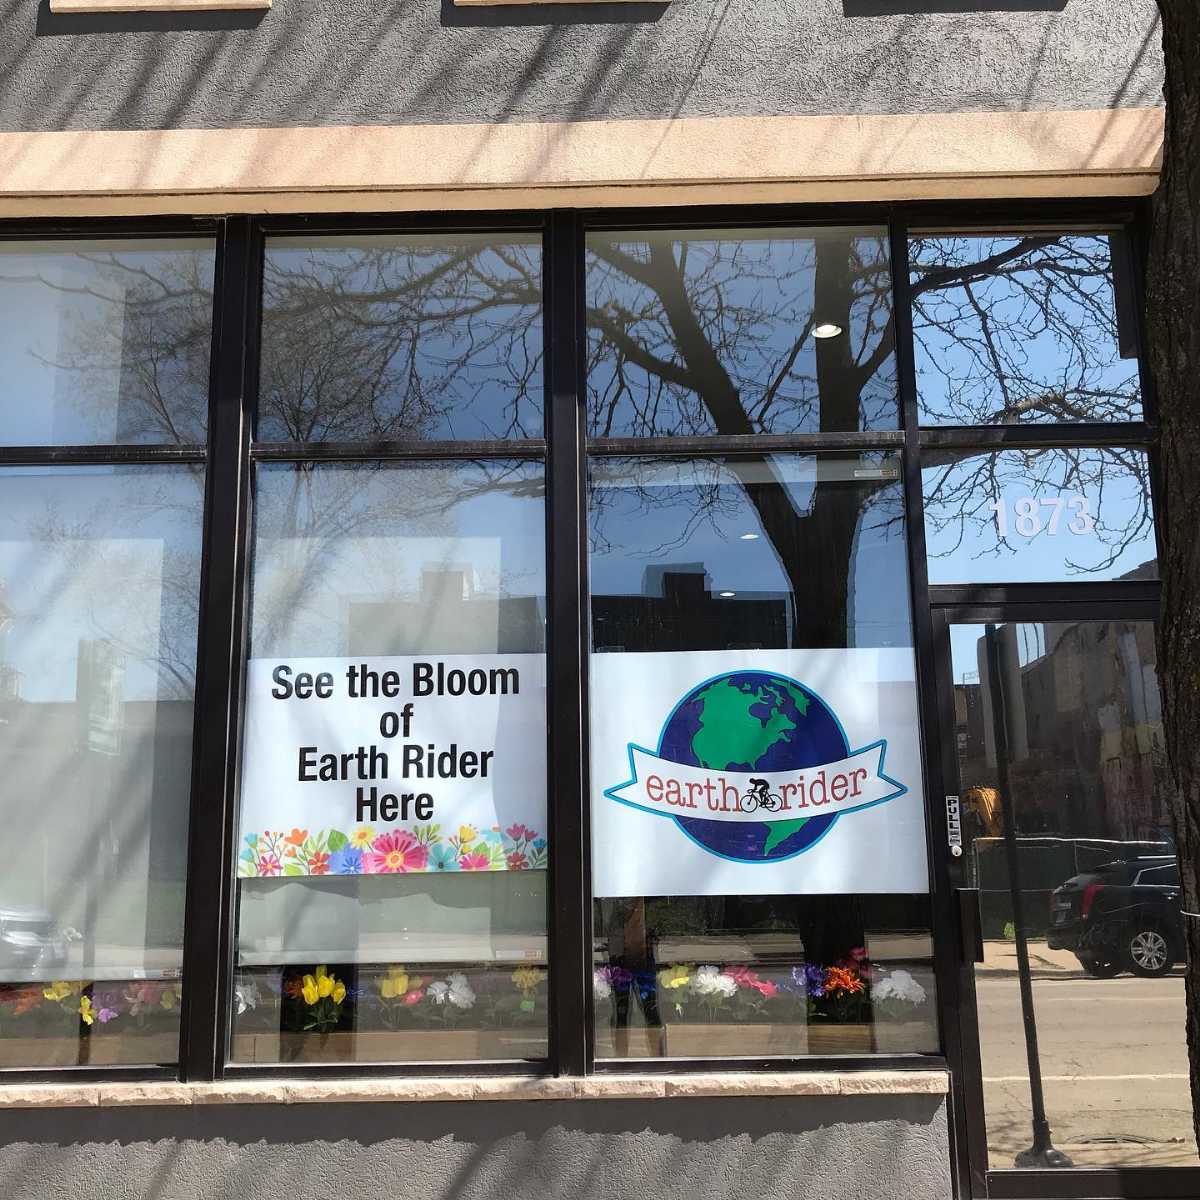 1873
See the Bloom
of
Earth Rider
Here
earth rider
PULL